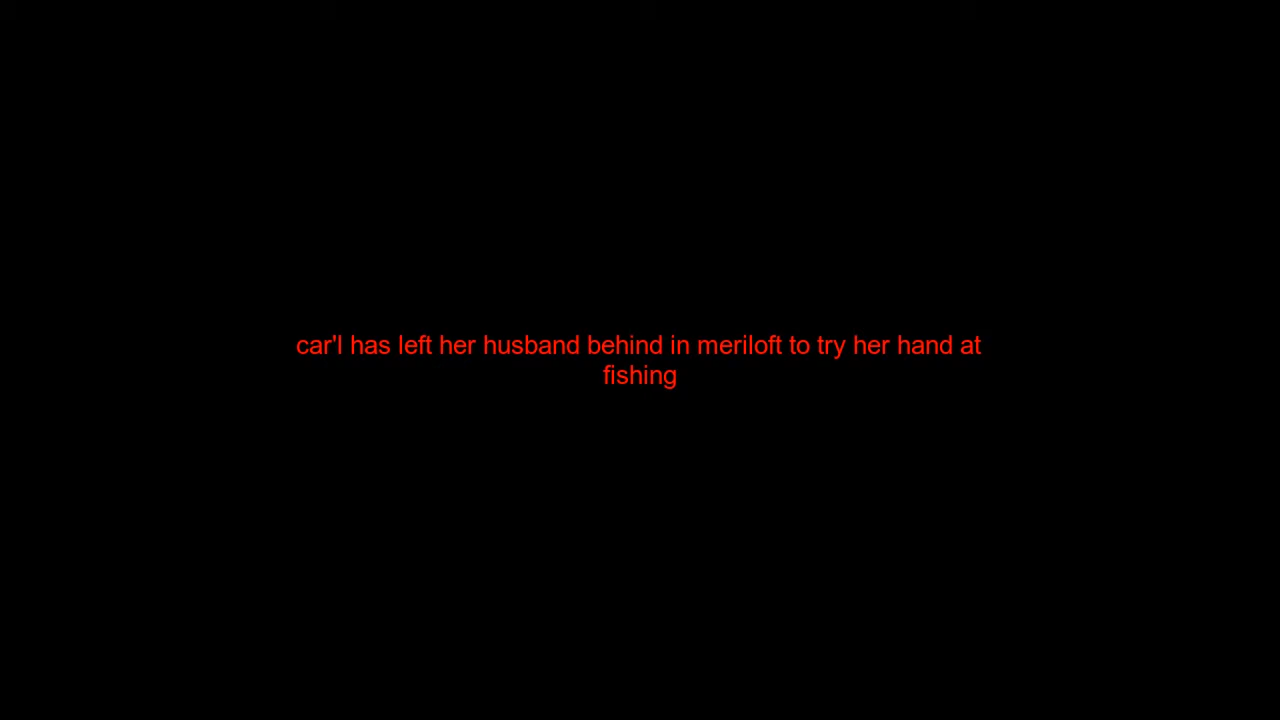 car'l has left her husband behind in meriloft to try her hand at
fishing